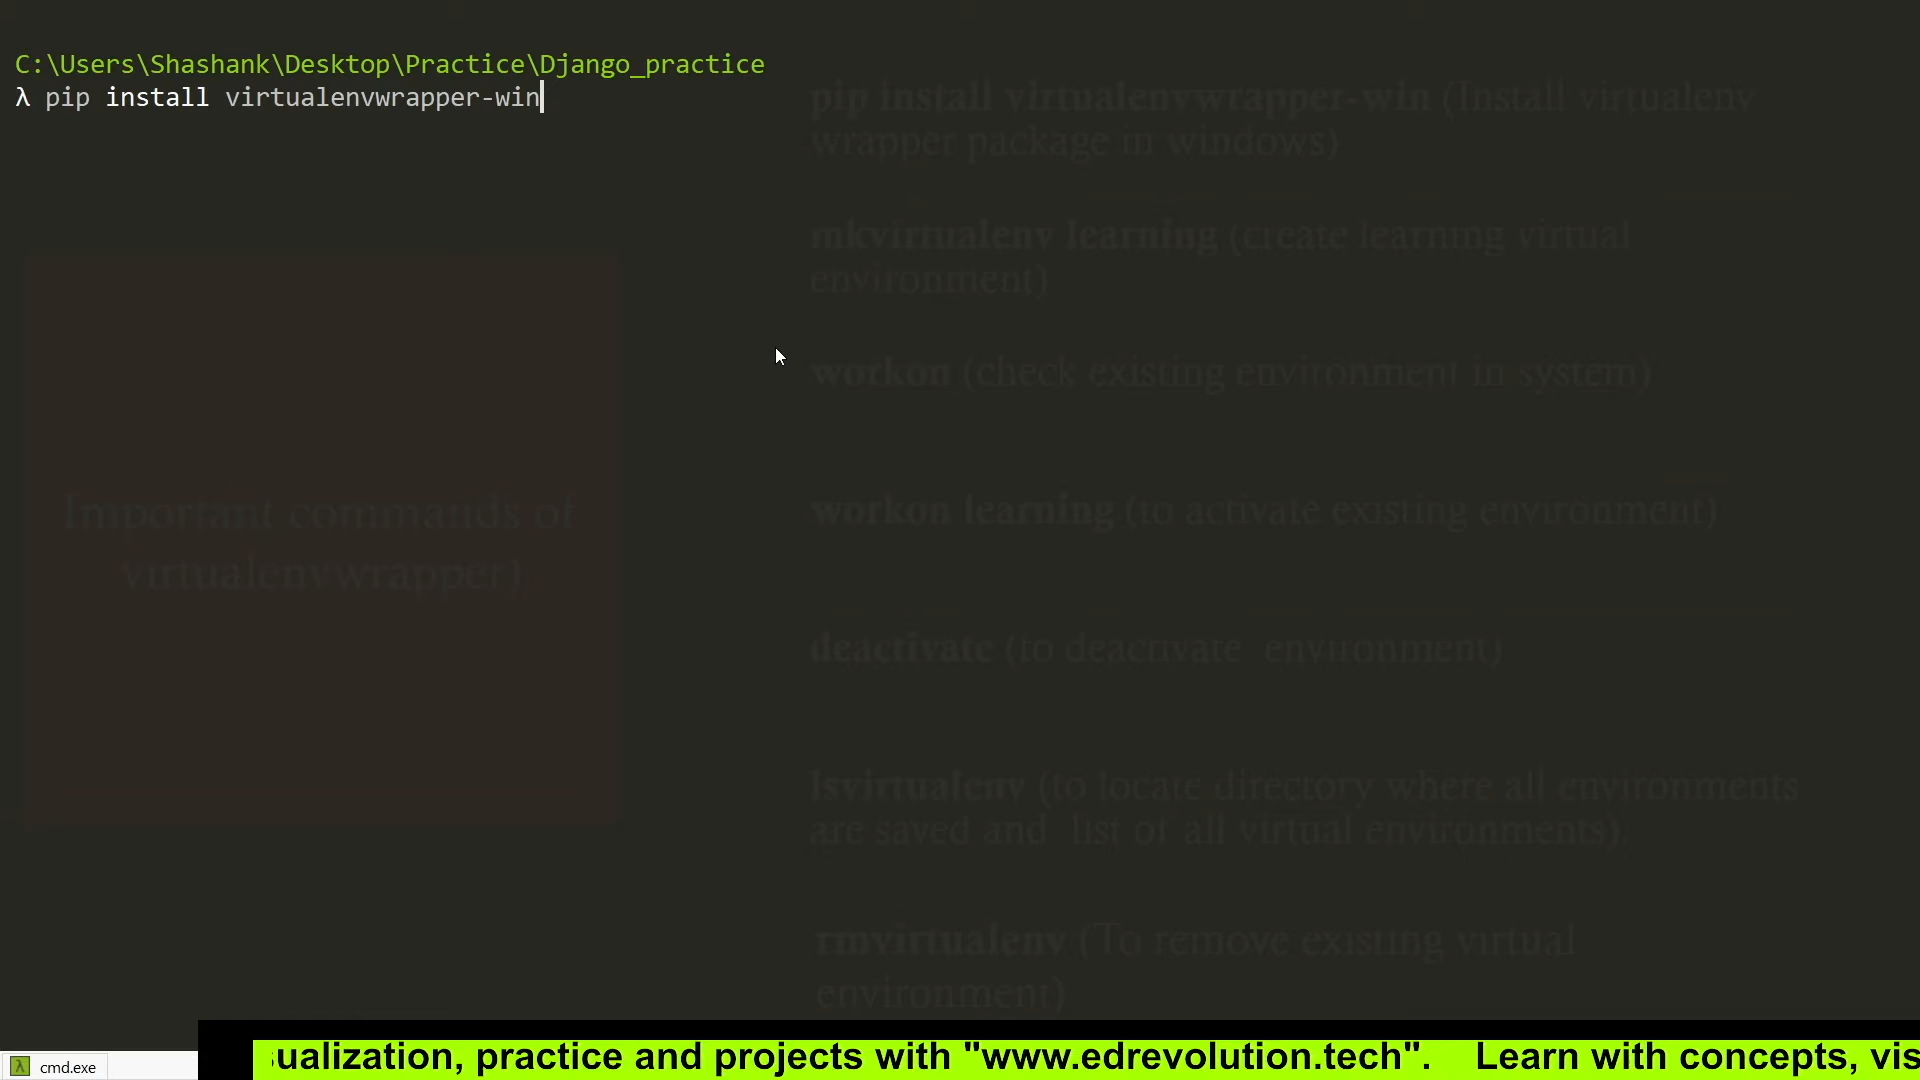 C:\Users\Shashank\Desktop\Practice\Django_practice
λ pip install virtualenvwrapper-win
pip install virtualenvwrapper-win (Install virtualenv
wrapper package in windows)
mkvirtualenv learning (create learning virtual
environment)
workon (check existing environment in system)
Important commands of
virtualenvwrapper)
workon learning (to activate existing environment)
deactivate (to deactivate environment)
lsvirtualenv (to locate directory where all environments
are saved and list of all virtual environments).
rmvirtualenv (To remove existing virtual
environment)
λ cmd.exe
ualization, practice and projects with "www.edrevolution.tech". Learn with concepts, vis